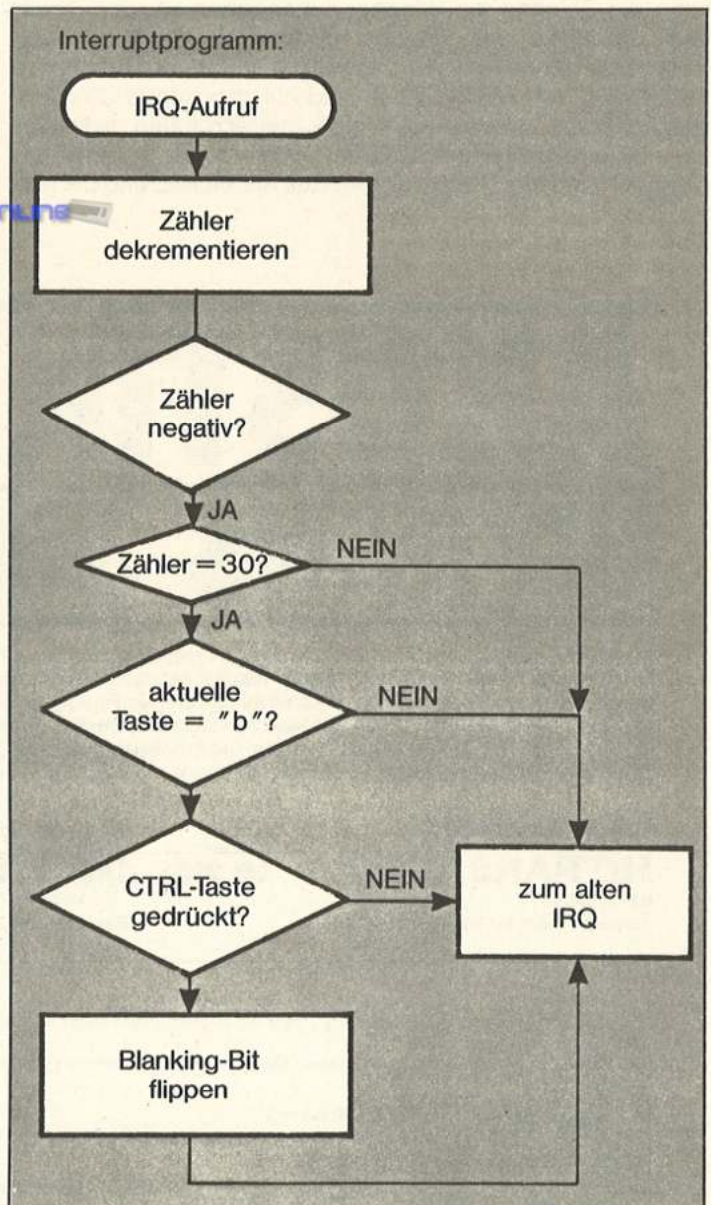 Interruptprogramm:
IRQ-Aufruf
Zähler
dekrementieren
Zähler
negativ?
JA
Zähler = 30?
NEIN
JA
aktuelle
Taste = "b"?
NEIN
CTRL-Taste
gedrückt?
NEIN
zum alten
IRQ
Blanking-Bit
flippen